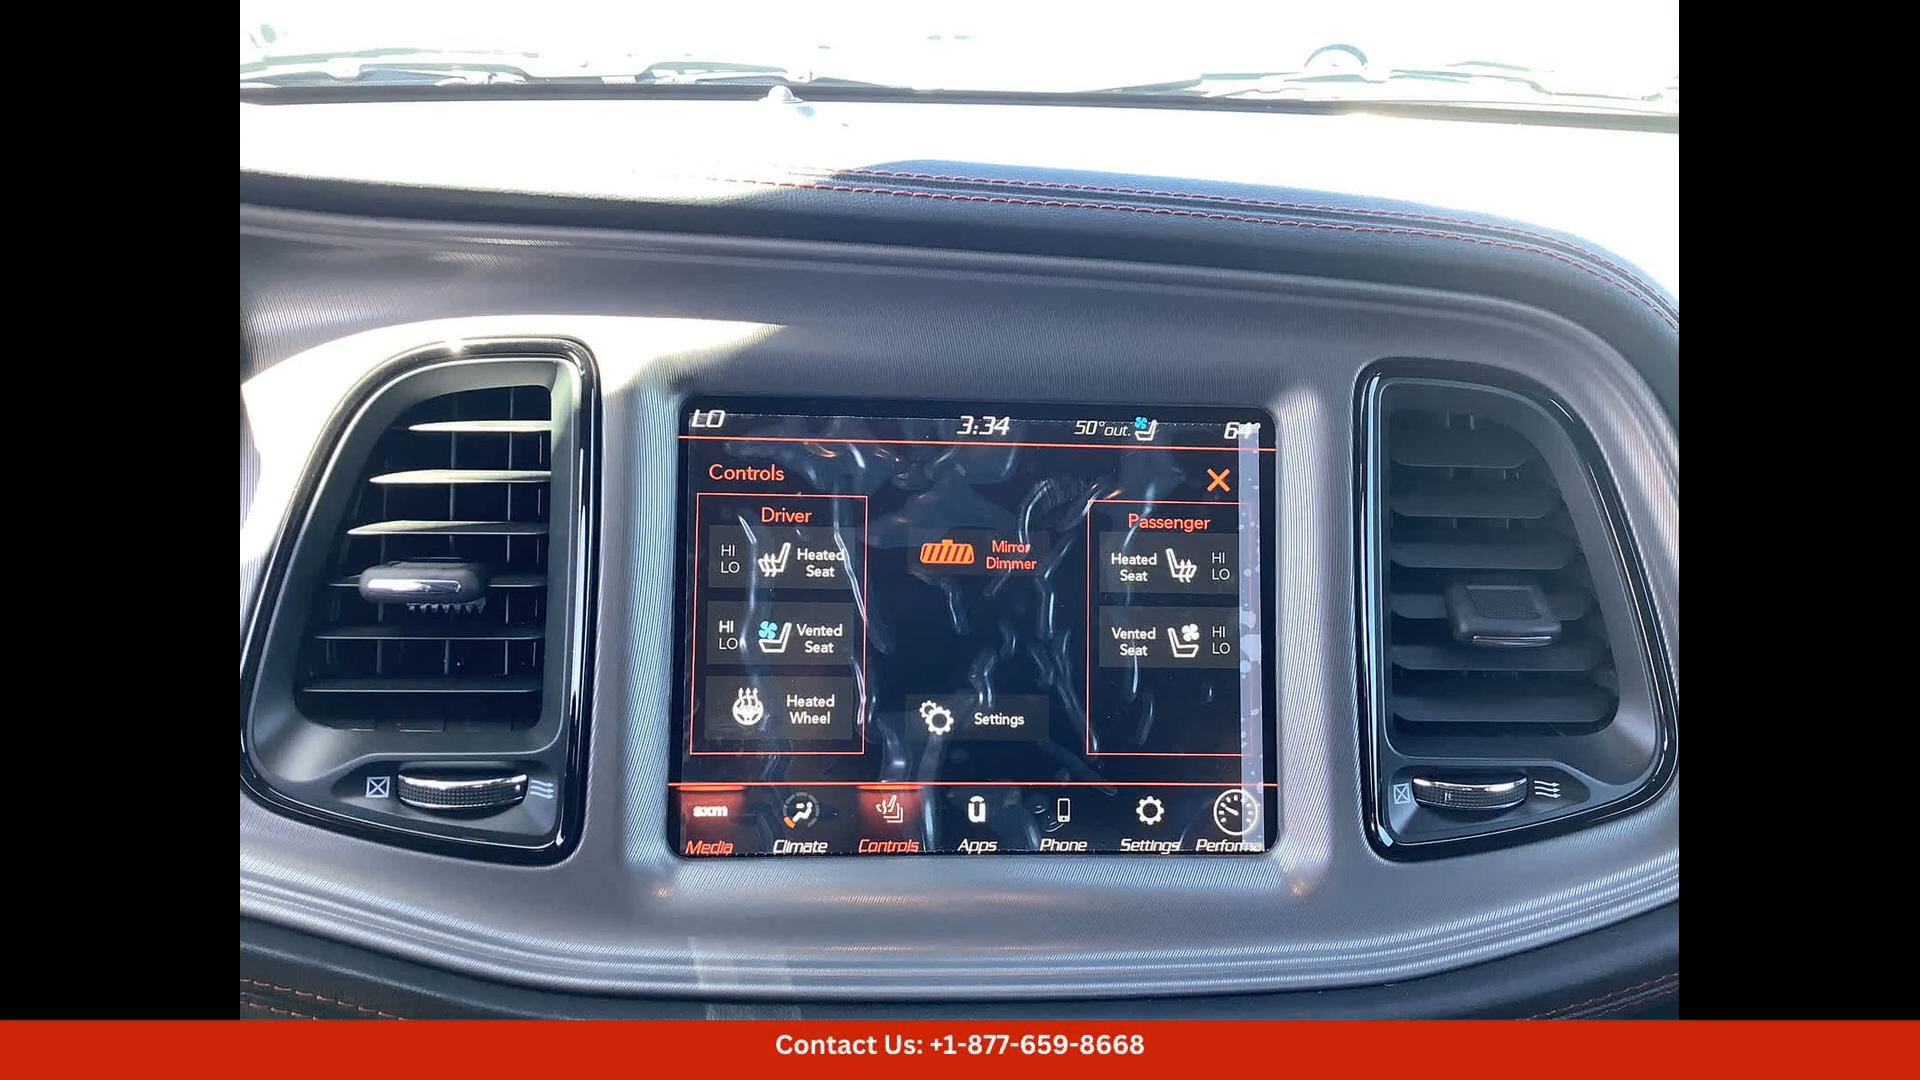 LO 3:34 50° out. 64°
Controls
Driver
HI
LO
Heated
Seat
HI
LO
Vented
Seat
Heated
Wheel
Mirror
Dimmer
Settings
Passenger
Heated
Seat
HI
LO
Vented
Seat
HI
LO
sxm
Media Climate Controls Apps Phone Settings Performa
Contact Us: +1-877-659-8668